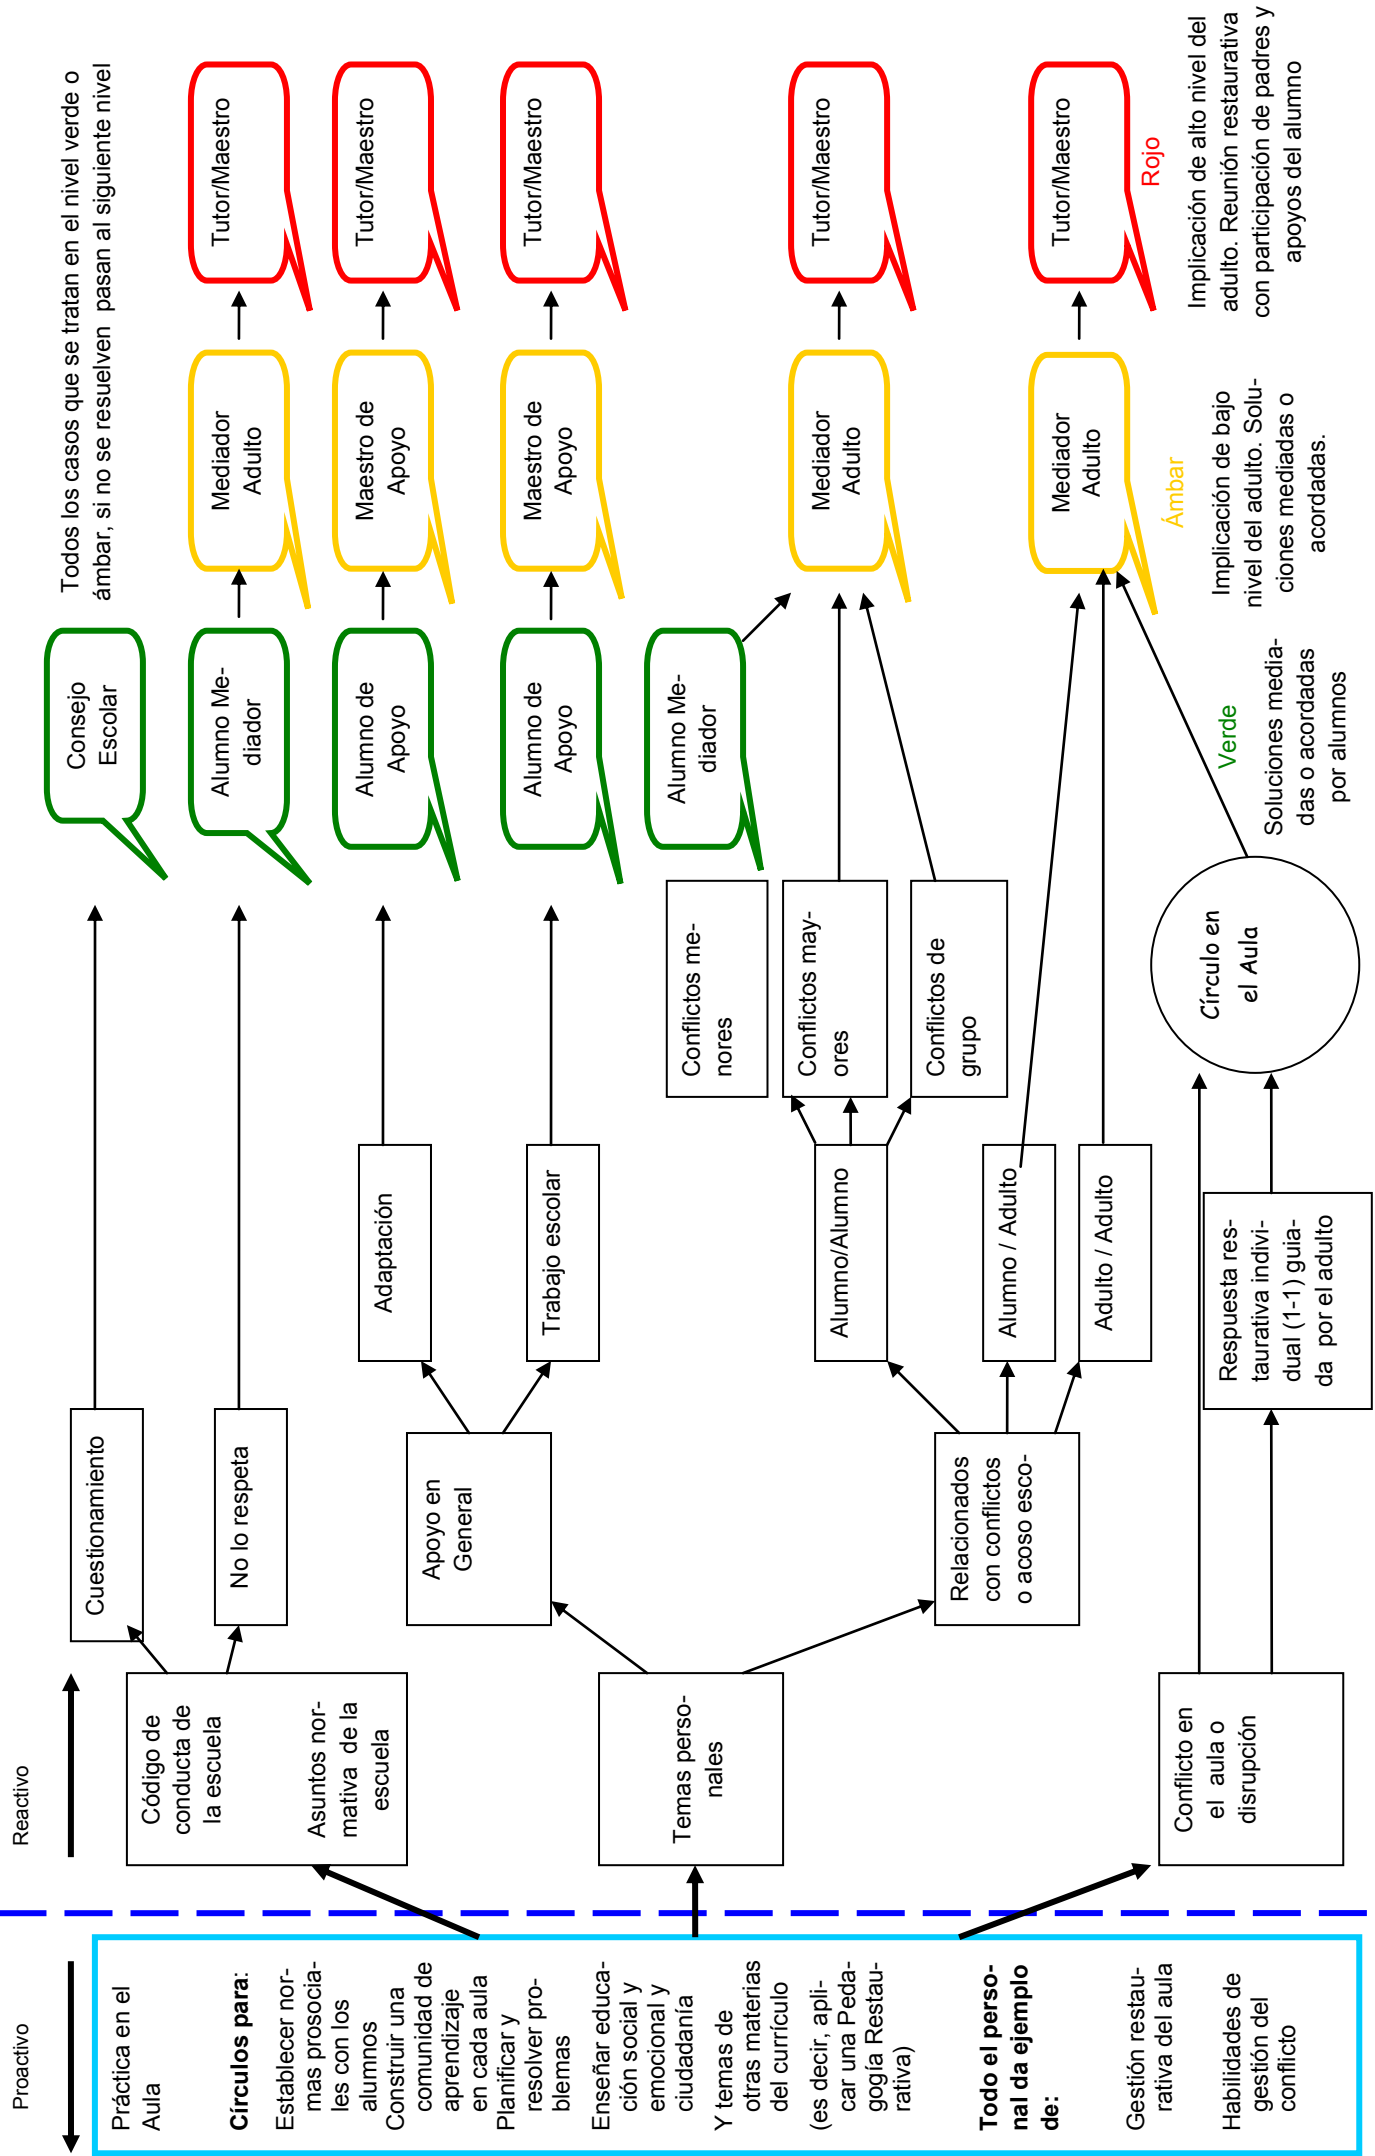 Proactivo
Reactivo
Práctica en el
Aula
Círculos para:
Establecer nor-
mas prosocia-
les con los
alumnos
Construir una
comunidad de
aprendizaje
en cada aula
Planificar y
resolver pro-
blemas
Enseñar educa-
ción social y
emocional y
ciudadanía
Y temas de
otras materias
del currículo
(es decir, apli-
car una Peda-
gogía Restau-
rativa)
Todo el perso-
nal da ejemplo
de:
Gestión restau-
rativa del aula
Habilidades de
gestión del
conflicto
Código de
conducta de
la escuela
Asuntos nor-
mativa de la
escuela
Temas perso-
nales
Conflicto en
el aula o
disrupción
Cuestionamiento
No lo respeta
Apoyo en
General
Relacionados
con conflictos
o acoso esco-
Adaptación
Trabajo escolar
Alumno/Alumno
Alumno / Adulto
Adulto / Adulto
Respuesta res-
taurativa indivi-
dual (1-1) guia-
da por el adulto
Conflictos me-
nores
Conflictos may-
ores
Conflictos de
grupo
Círculo en
el Aula
Consejo
Escolar
Alumno Me-
diador
Alumno de
Apoyo
Alumno de
Apoyo
Alumno Me-
diador
Verde
Soluciones media-
das o acordadas
por alumnos
Todos los casos que se tratan en el nivel verde o
ámbar, si no se resuelven pasan al siguiente nivel
Mediador
Adulto
Maestro de
Apoyo
Maestro de
Apoyo
Mediador
Adulto
Mediador
Adulto
Ámbar
Implicación de bajo
nivel del adulto. Solu-
ciones mediadas o
acordadas.
Tutor/Maestro
Tutor/Maestro
Tutor/Maestro
Tutor/Maestro
Tutor/Maestro
Rojo
Implicación de alto nivel del
adulto. Reunión restaurativa
con participación de padres y
apoyos del alumno